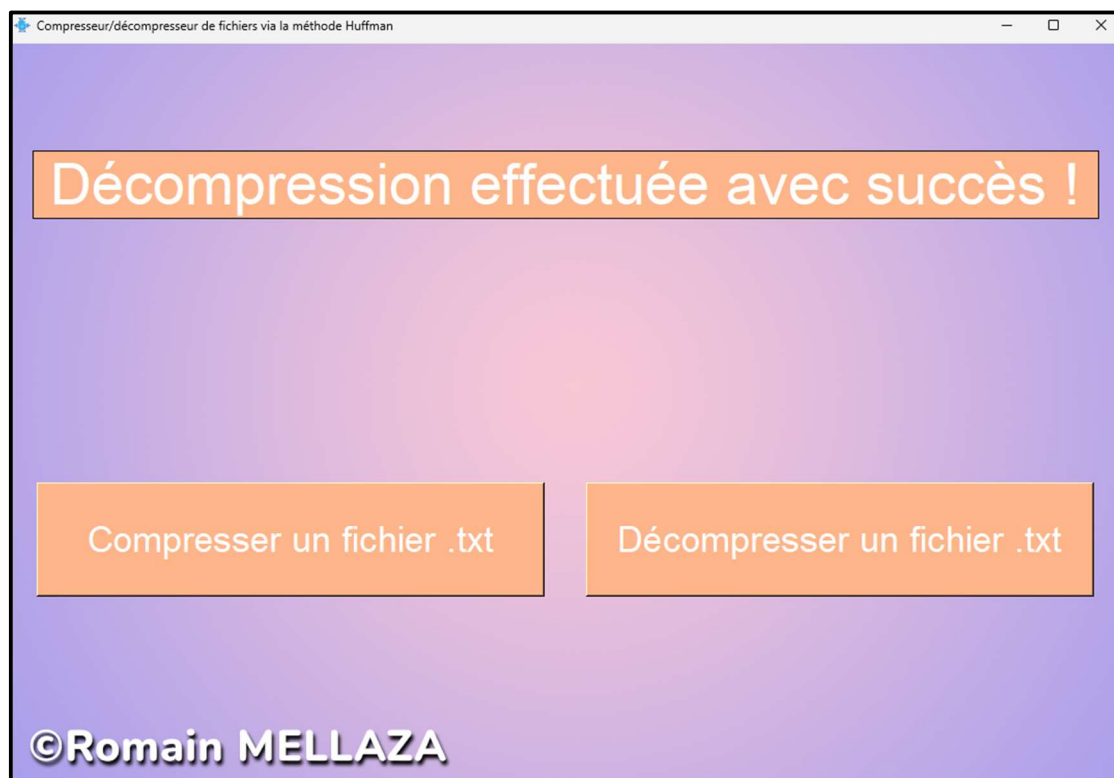 Compresseur/décompresseur de fichiers via la méthode Huffman
Décompression effectuée avec succès !
Compresser un fichier .txt
Décompresser un fichier .txt
©Romain MELLAZA